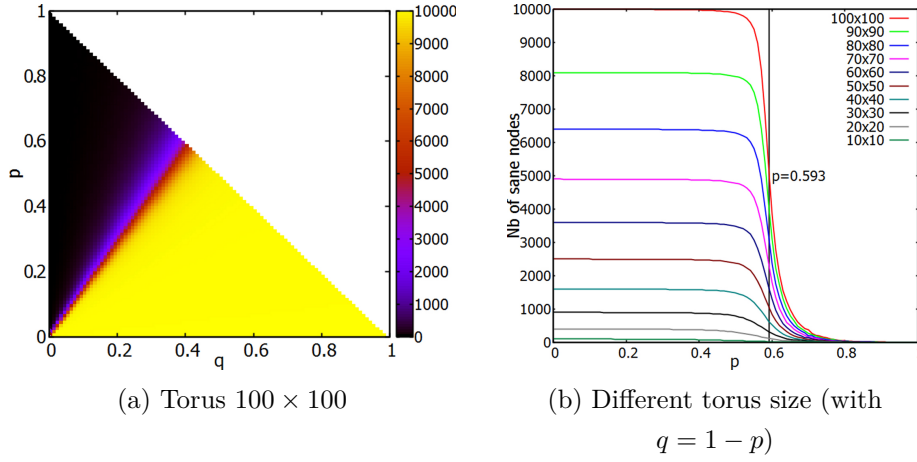 1
0.8
0.6
0.4
0.2
0
p
0
0.2
0.4
0.6
0.8
1
q
10000
9000
8000
7000
6000
5000
4000
3000
2000
1000
0
(a) Torus 100 × 100
10000
8000
7000
6000
5000
4000
3000
2000
1000
0
Nb of sane nodes
100x100
90x90
80x80
70x70
60x60
50x50
40x40
30x30
20x20
10x10
p=0.593
0
0.2
0.4
0.6
0.8
p
(b) Different torus size (with
q = 1 − p)